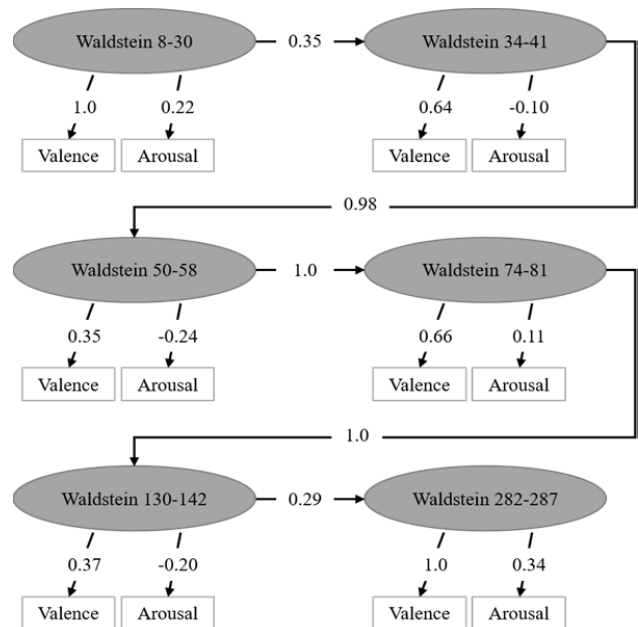 Waldstein 8-30 0.35 Waldstein 34-41
1.0 0.22 0.64 -0.10
Valence Arousal Valence Arousal
0.98
Waldstein 50-58 1.0 Waldstein 74-81
0.35 -0.24 0.66 0.11
Valence Arousal Valence Arousal
1.0
Waldstein 130-142 0.29 Waldstein 282-287
0.37 -0.20 1.0 0.34
Valence Arousal Valence Arousal